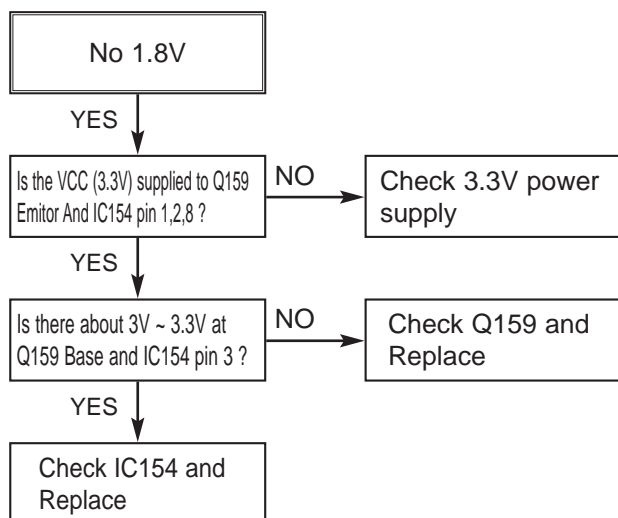 No 1.8V
YES
Is the VCC (3.3V) supplied to Q159
Emitor And IC154 pin 1,2,8 ?
NO
Check 3.3V power
supply
YES
Is there about 3V ~ 3.3V at
Q159 Base and IC154 pin 3 ?
NO
Check Q159 and
Replace
YES
Check IC154 and
Replace